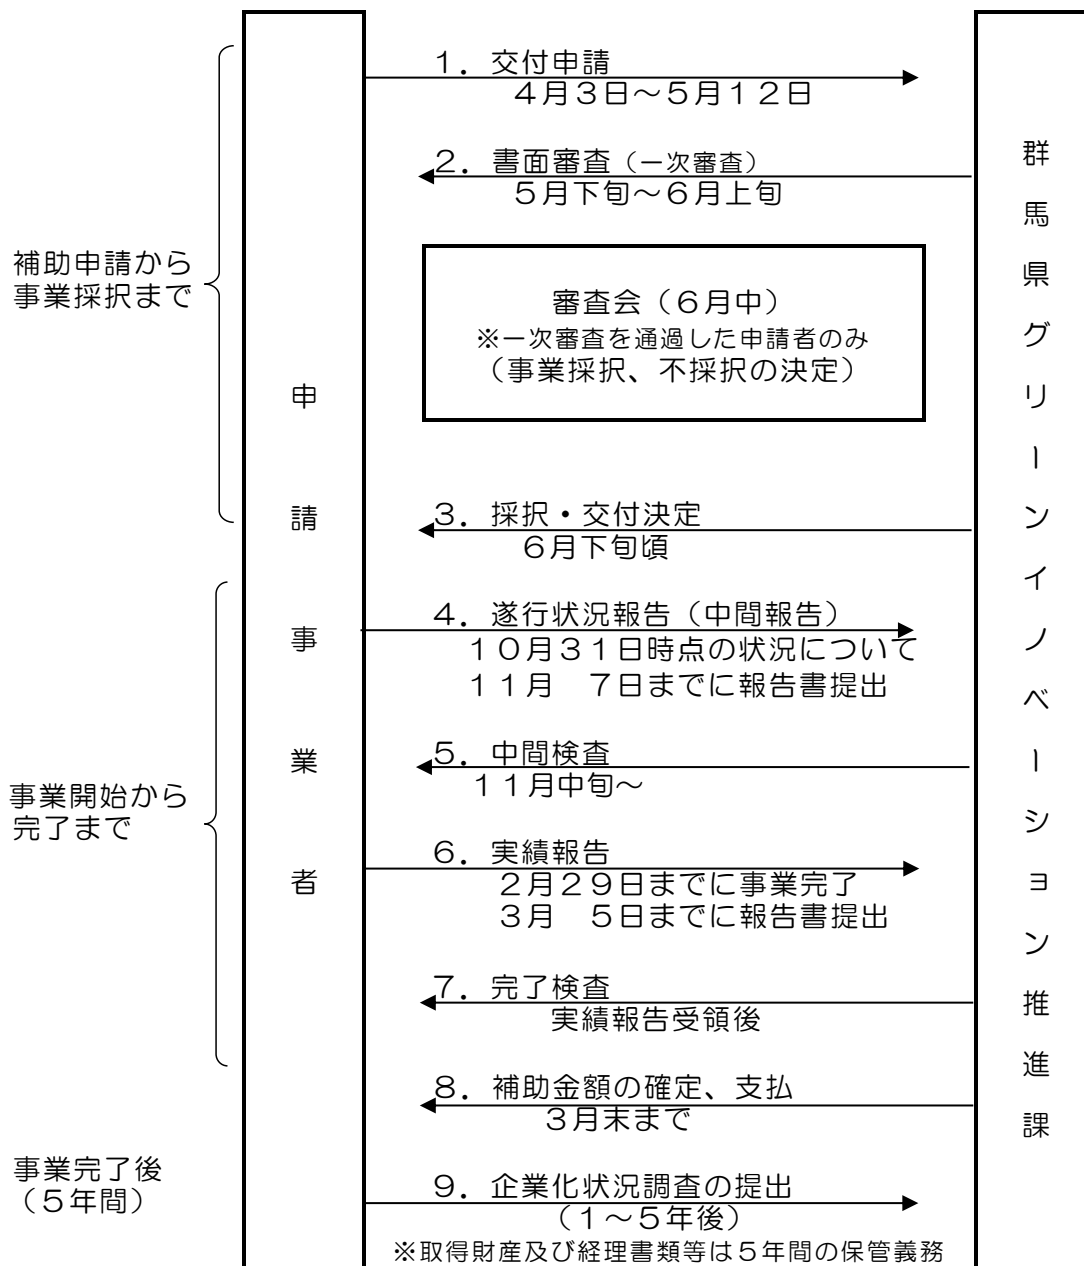 １．交付申請
４月３日～５月１２日
２．書面審査（一次審査）
５月下旬～６月上旬
補助申請から
事業採択まで
審査会（６月中）
※一次審査を通過した申請者のみ
（事業採択、不採択の決定）
３．採択・交付決定
６月下旬頃
４．遂行状況報告（中間報告）
１０月３１日時点の状況について
１１月　７日までに報告書提出
５．中間検査
１１月中旬～
事業開始から
完了まで
６．実績報告
２月２９日までに事業完了
３月　５日までに報告書提出
７．完了検査
実績報告受領後
８．補助金額の確定、支払
３月末まで
事業完了後
（５年間）
９．企業化状況調査の提出
（１～５年後）
※取得財産及び経理書類等は５年間の保管義務
申請事業者
群馬県グリーンイノベーション推進課